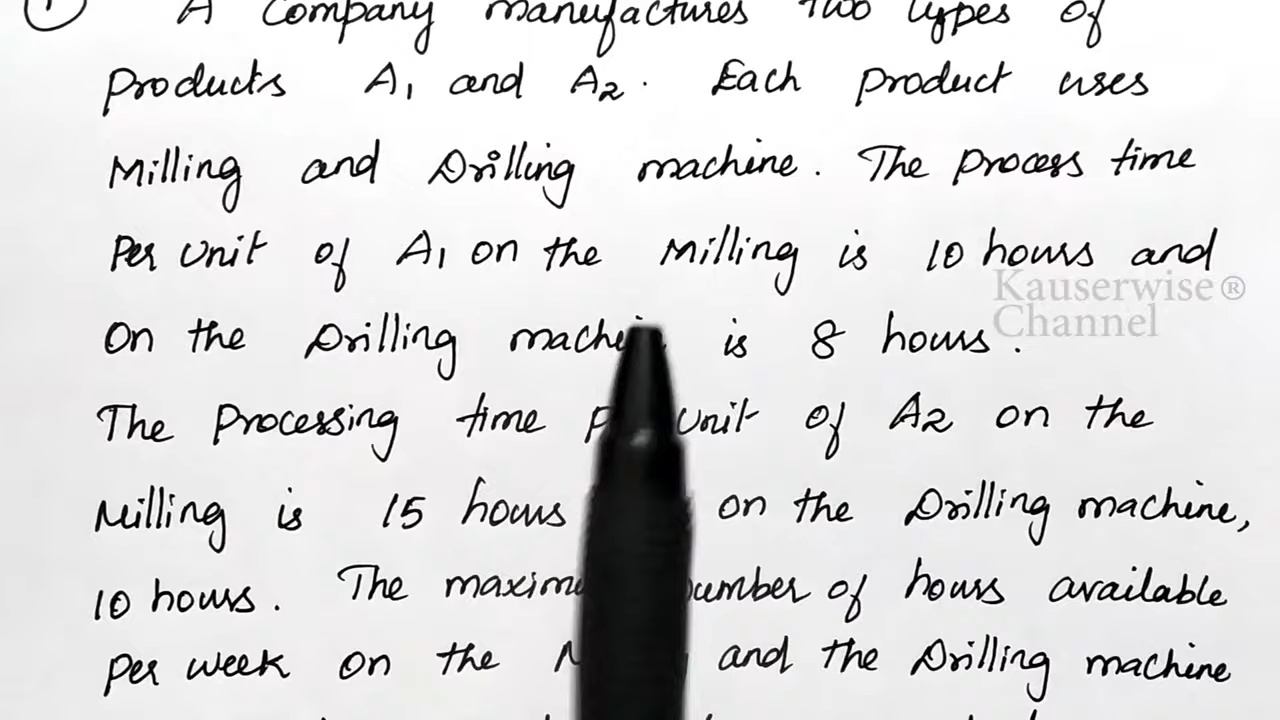 A Company manufactures two types of
Products A1 and A2. Each product uses
Milling and Drilling machine. The Process time
Per Unit of A1 on the Milling is 10 hours and
Kauserwise®
Channel
On the Drilling is 8 hours.
The Processing time unit of A2 on the
Milling is 15 hours on the Drilling machine,
10 hours. The of hours available
Per week on the and the Drilling machine